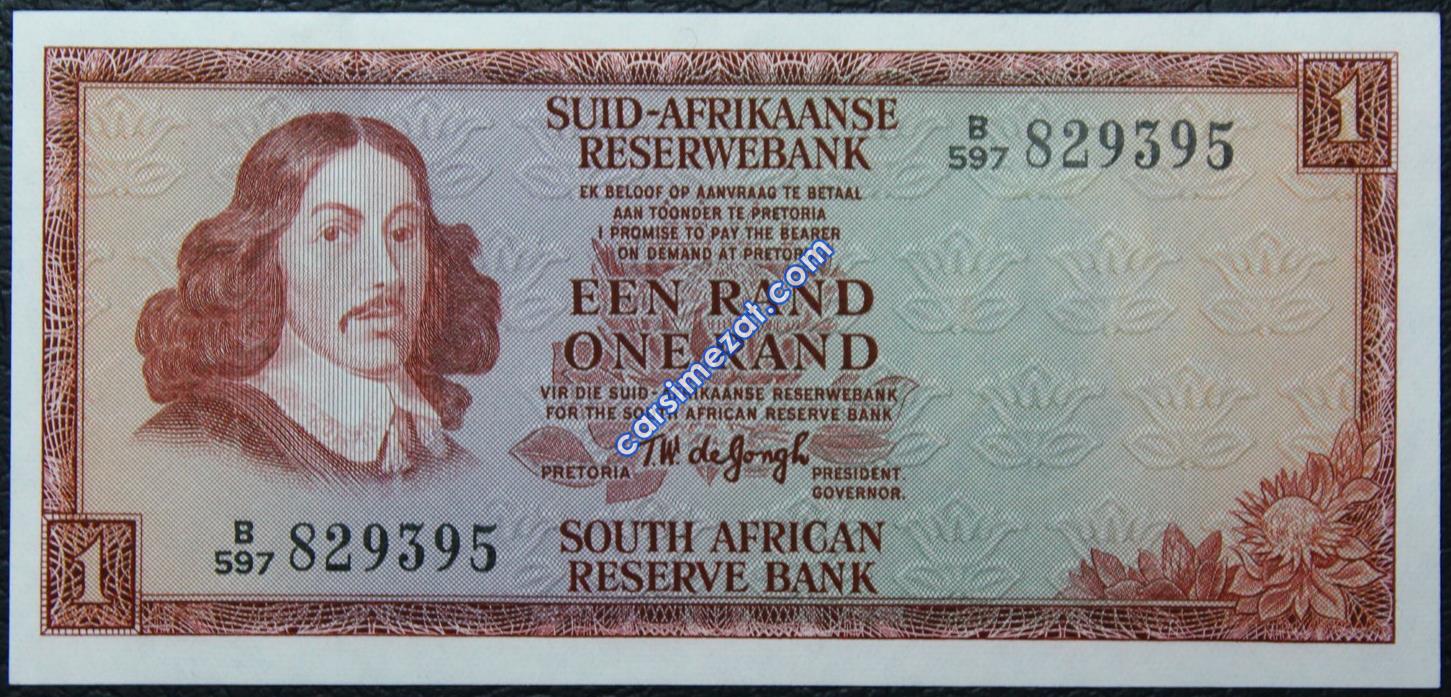 1
SUID-AFRIKAANSE
RESERWEBANK
B/597 829395
EK BELOOF OP AANVRAAG TE BETAAL
AAN TOONDER TE PRETORIA
I PROMISE TO PAY THE BEARER
ON DEMAND AT PRETORIA
EEN RAND
ONE RAND
VIR DIE SUID-AFRIKAANSE RESERWEBANK
FOR THE SOUTH AFRICAN RESERVE BANK
T.W. de Jongh
PRETORIA
PRESIDENT.
GOVERNOR.
B/597 829395
SOUTH AFRICAN
RESERVE BANK
1
carsimezat.com